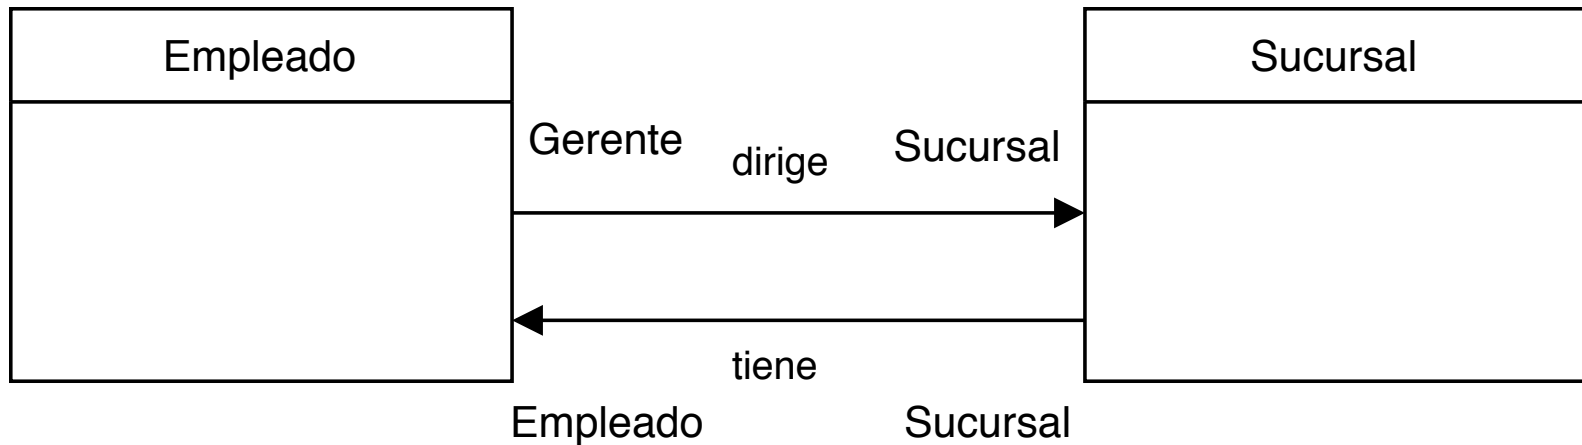 Empleado
Sucursal
Gerente
dirige
Sucursal
tiene
Empleado
Sucursal